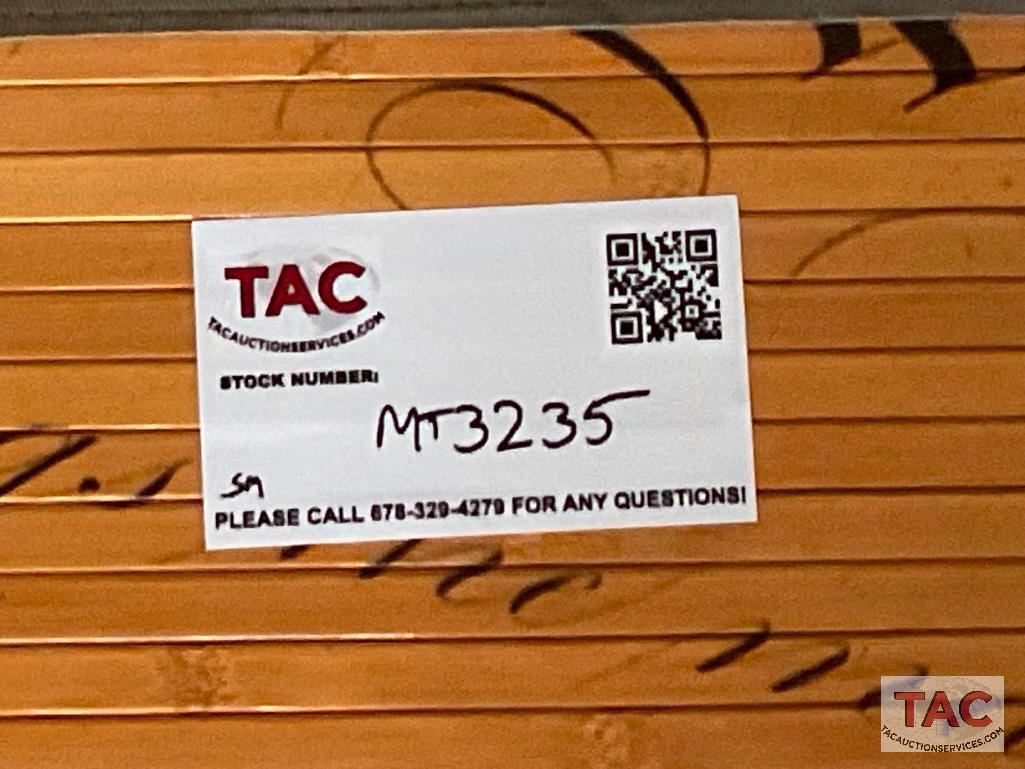 TAC
TACAUCTIONSERVICES.COM
STOCK NUMBER:
MT3235
SM
PLEASE CALL 678-329-4279 FOR ANY QUESTIONS!
TAC
TACAUCTIONSERVICES.COM